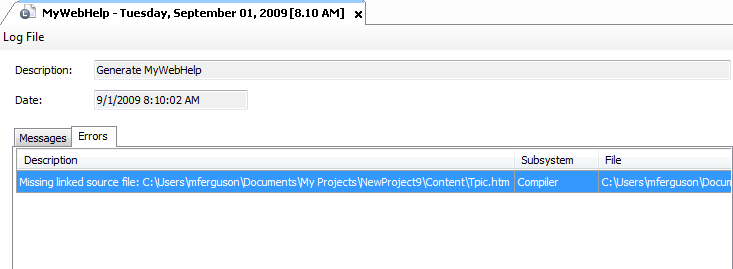 MyWebHelp - Tuesday, September 01, 2009 [8.10 AM] x
Log File
Description: Generate MyWebHelp
Date: 9/1/2009 8:10:02 AM
Messages Errors
Description Subsystem File
Missing linked source file: C:\Users\mferguson\Documents\My Projects\NewProject9\Content\Tpic.htm Compiler C:\Users\mferguson\Docum